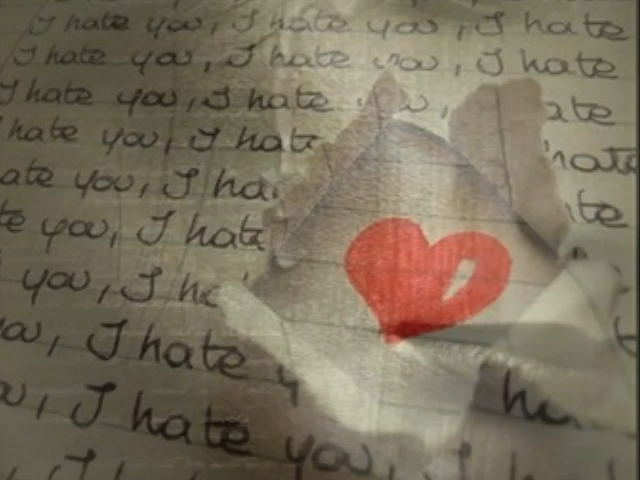 I hate you, I hate you, I hate
I hate you, I hate you, I hate
I hate you, I hate
hate you, I hate
you, I
you, I hate
you, I
I hate
I hate you,
I